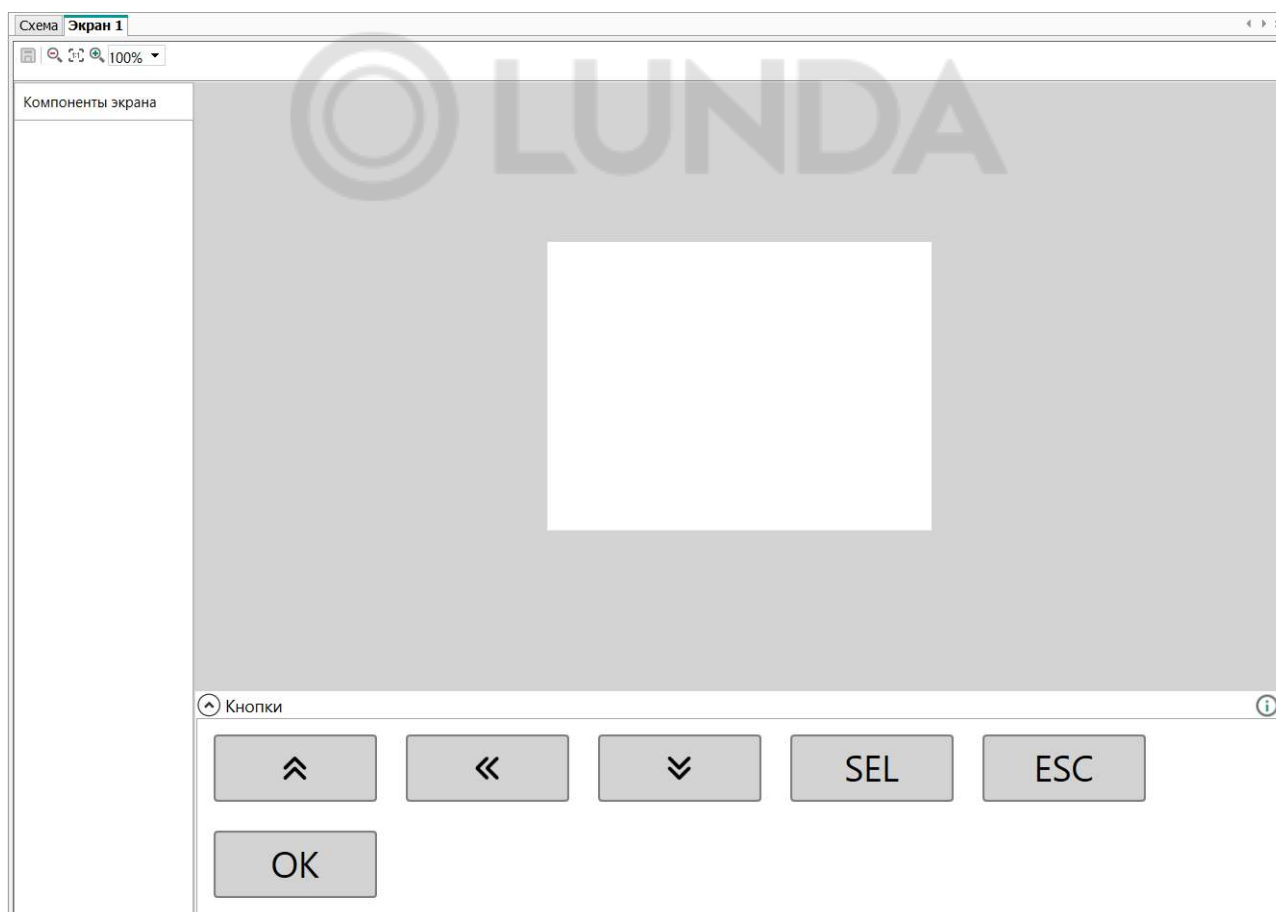 Схема Экран 1
100%
Компоненты экрана
LUNDA
Кнопки
SEL ESC
OK